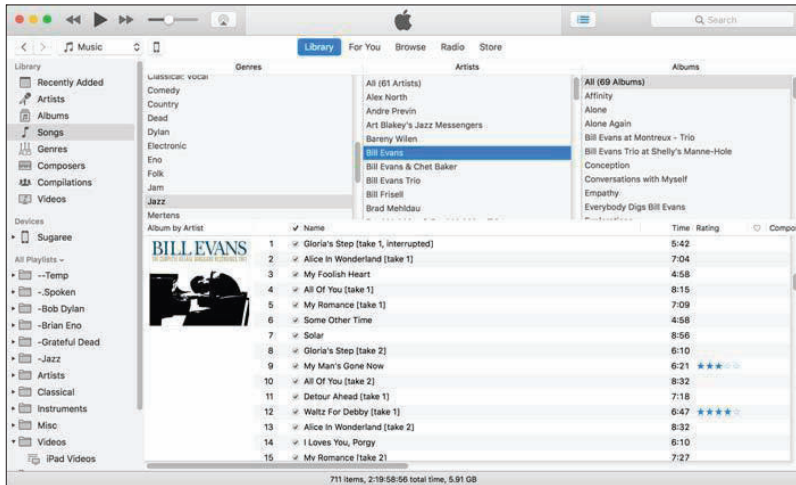 Search
Music
Library For You Browse Radio Store
Library
Recently Added
Artists
Albums
Songs
Genres
Composers
Compilations
Videos
Devices
Sugaree
All Playlists
--Temp
-.Spoken
-Bob Dylan
-Brian Eno
-Grateful Dead
-Jazz
Artists
Classical
Instruments
Misc
Videos
iPad Videos
Genres
Classical: Vocal
Comedy
Country
Dead
Dylan
Electronic
Eno
Folk
Jam
Jazz
Mertens
Artists
All (61 Artists)
Alex North
Andre Previn
Art Blakey's Jazz Messengers
Bareny Wilen
Bill Evans
Bill Evans & Chet Baker
Bill Evans Trio
Bill Frisell
Brad Mehldau
Albums
All (69 Albums)
Affinity
Alone
Alone Again
Bill Evans at Montreux - Trio
Bill Evans Trio at Shelly's Manne-Hole
Conception
Conversations with Myself
Empathy
Everybody Digs Bill Evans
Album by Artist Name Time Rating Compo
BILL EVANS
1 Gloria's Step [take 1, interrupted] 5:42
2 Alice In Wonderland [take 1] 7:04
3 My Foolish Heart 4:58
4 All Of You [take 1] 8:15
5 My Romance [take 1] 7:09
6 Some Other Time 4:58
7 Solar 8:56
8 Gloria's Step [take 2] 6:10
9 My Man's Gone Now 6:21 ★★★☆☆
10 All Of You [take 2] 8:32
11 Detour Ahead [take 1] 7:18
12 Waltz For Debby [take 1] 6:47 ★★★★☆
13 Alice In Wonderland [take 2] 8:32
14 I Loves You, Porgy 6:10
15 My Romance [take 2] 7:27
711 items, 2:19:58:56 total time, 5.91 GB